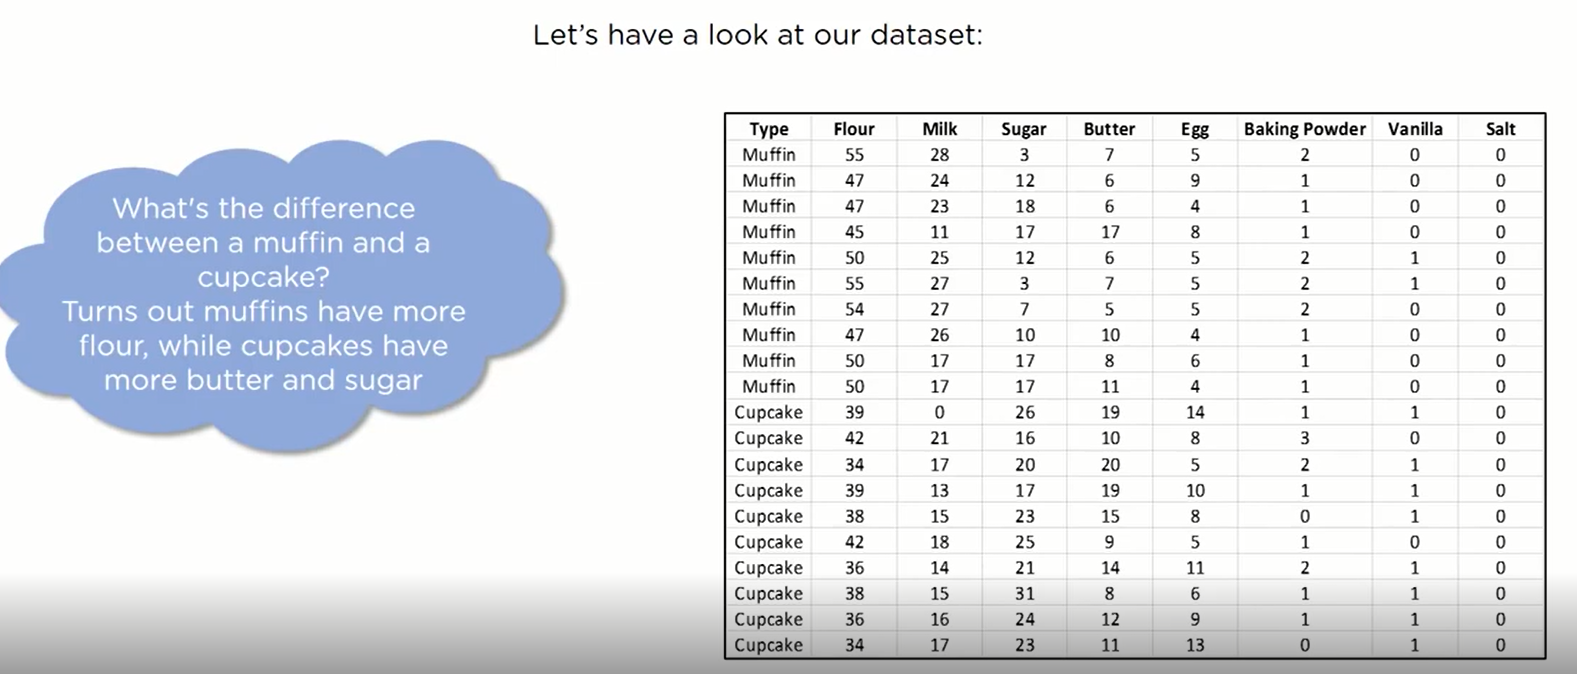 Let's have a look at our dataset:
What's the difference
between a muffin and a
cupcake?
Turns out muffins have more
flour, while cupcakes have
more butter and sugar
Type Flour Milk Sugar Butter Egg Baking Powder Vanilla Salt
Muffin 55 28 3 7 5 2 0 0
Muffin 47 24 12 6 9 1 0 0
Muffin 47 23 18 6 4 1 0 0
Muffin 45 11 17 17 8 1 0 0
Muffin 50 25 12 6 5 2 1 0
Muffin 55 27 3 7 5 2 1 0
Muffin 54 27 7 5 5 2 0 0
Muffin 47 26 10 10 4 1 0 0
Muffin 50 17 17 8 6 1 0 0
Muffin 50 17 17 11 4 1 0 0
Cupcake 39 0 26 19 14 1 1 0
Cupcake 42 21 16 10 8 3 0 0
Cupcake 34 17 20 20 5 2 1 0
Cupcake 39 13 17 19 10 1 1 0
Cupcake 38 15 23 15 8 0 1 0
Cupcake 42 18 25 9 5 1 0 0
Cupcake 36 14 21 14 11 2 1 0
Cupcake 38 15 31 8 6 1 1 0
Cupcake 36 16 24 12 9 1 1 0
Cupcake 34 17 23 11 13 0 1 0